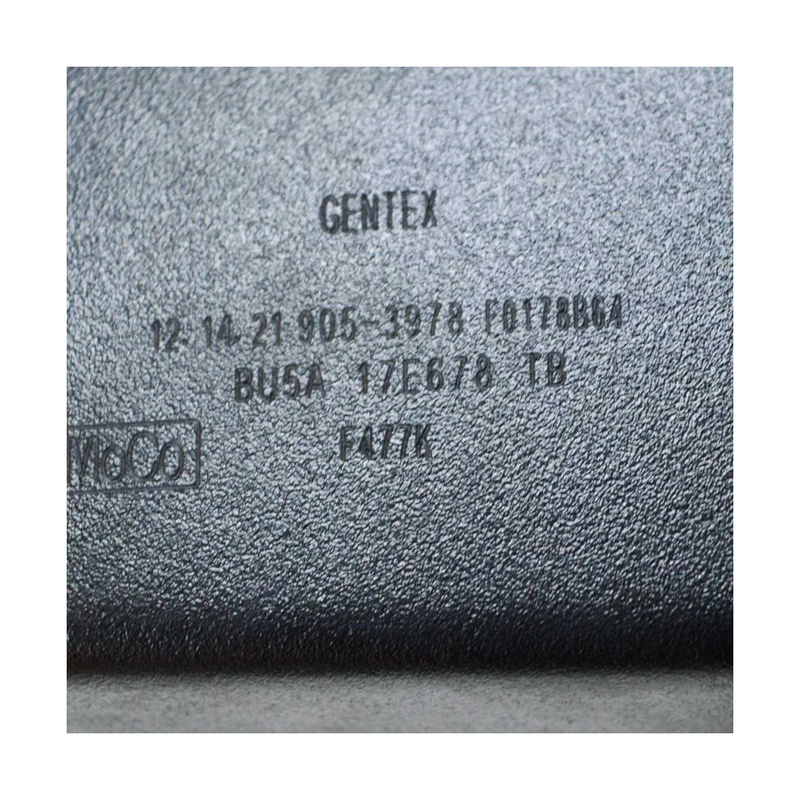 GENTEX
12. 14. 21 905-3978 F0178B64
BU5A 17E678 TB
F477K
MoCo